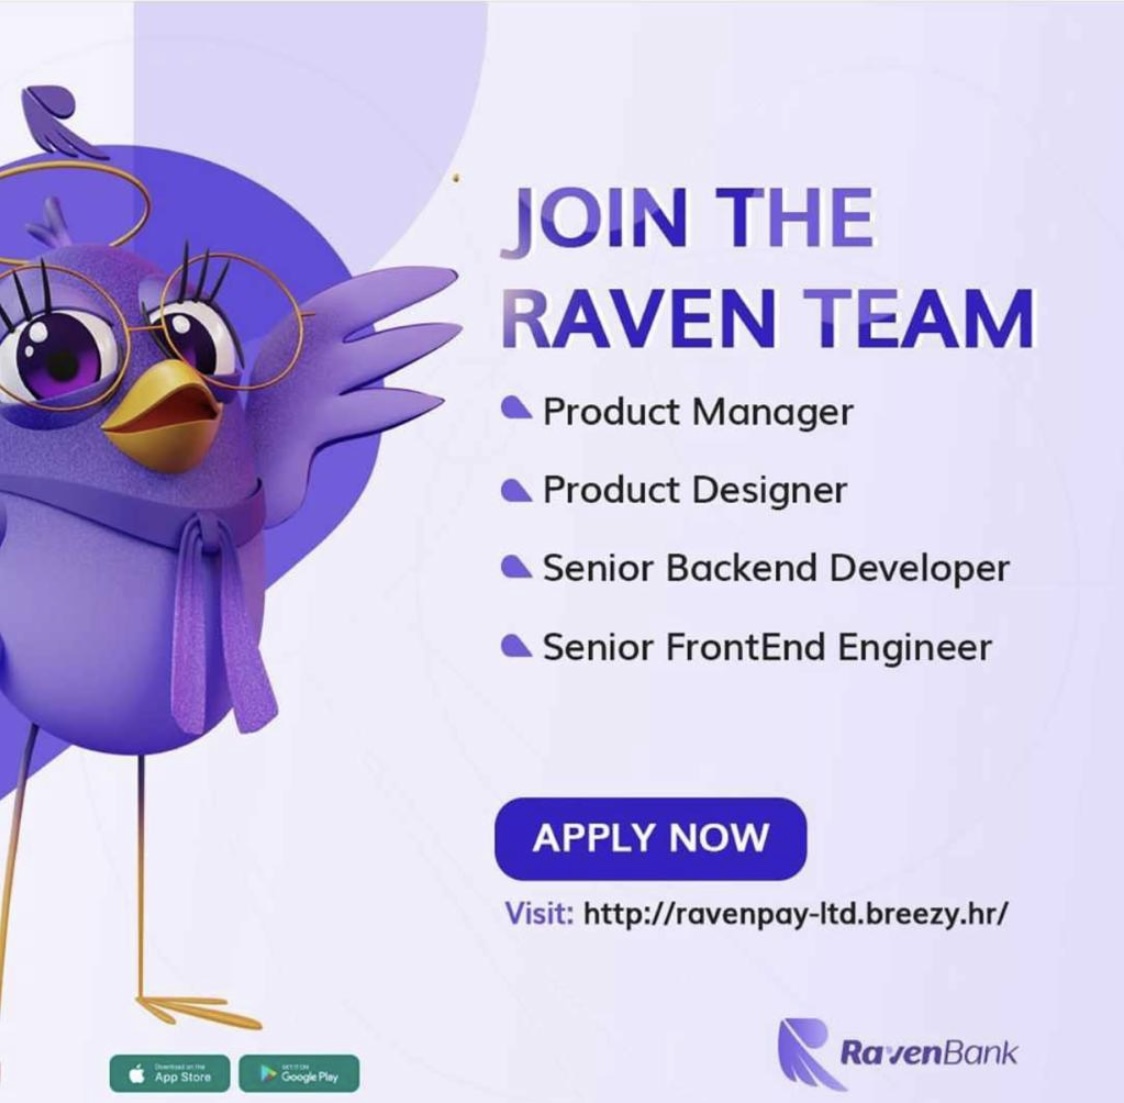 JOIN THE
RAVEN TEAM
Product Manager
Product Designer
Senior Backend Developer
Senior FrontEnd Engineer
APPLY NOW
Visit: http://ravenpay-ltd.breezy.hr/
RavenBank
Download on the
App Store
GET IT ON
Google Play